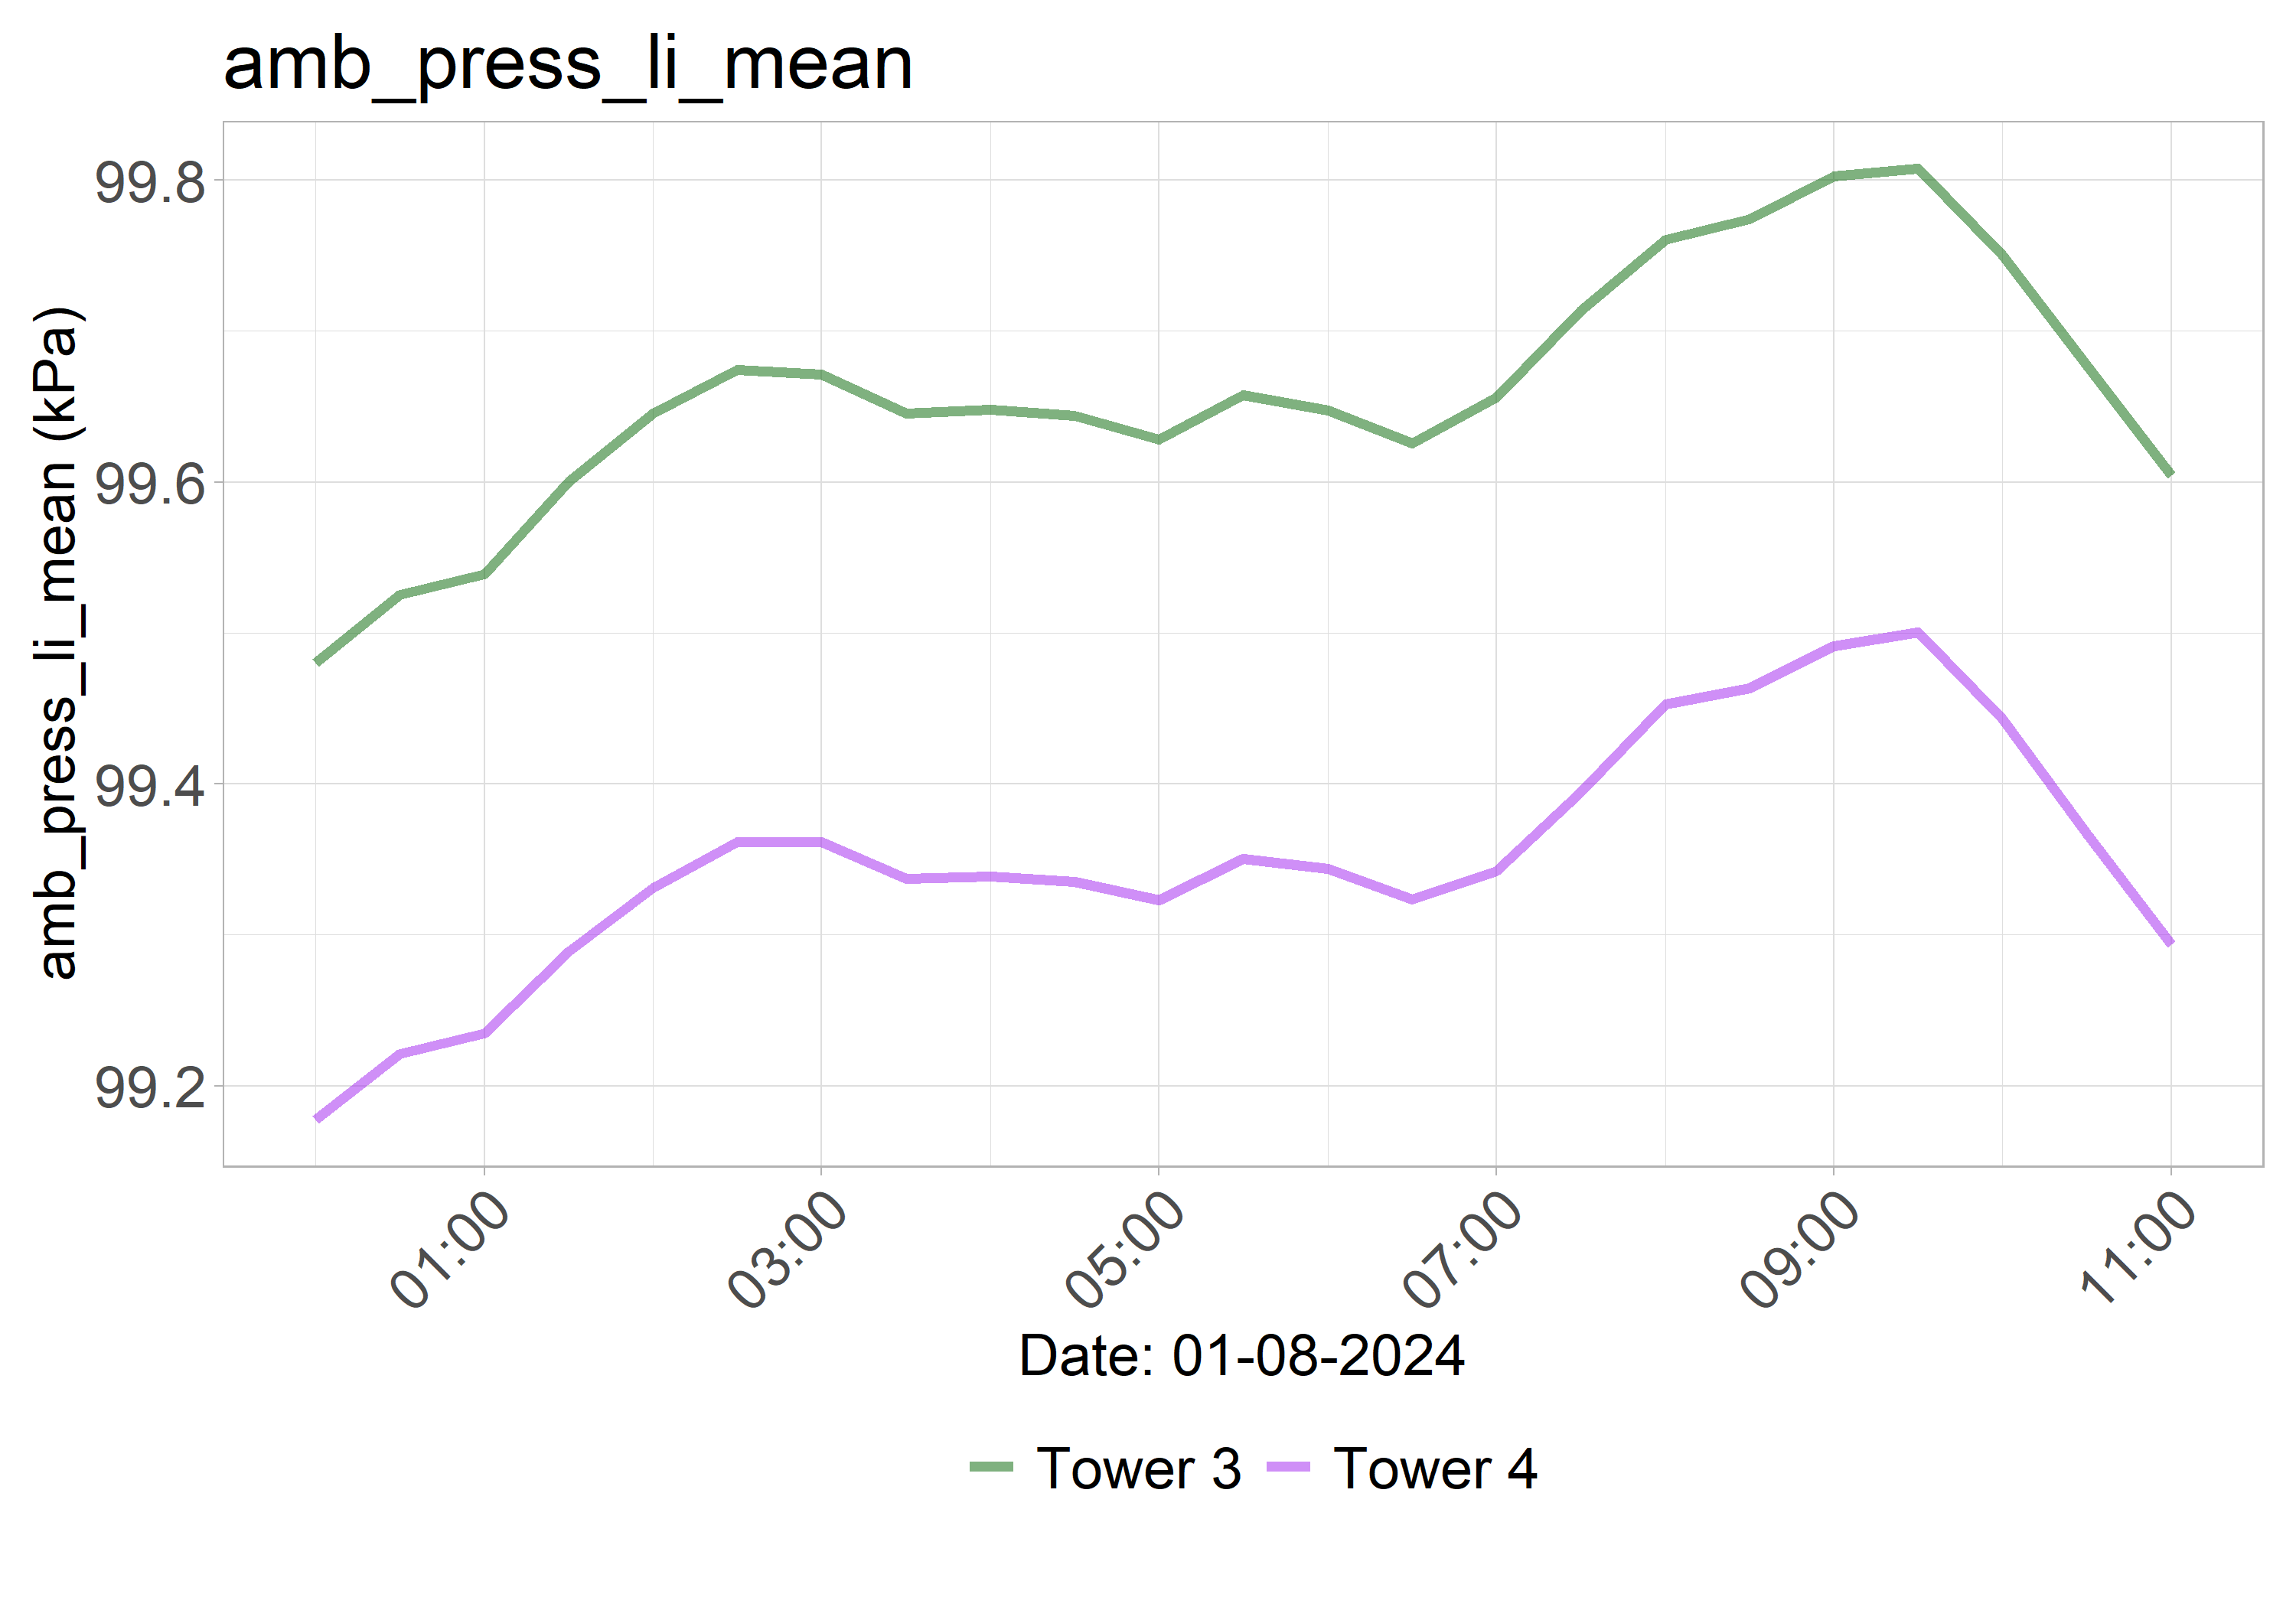 amb_press_li_mean
amb_press_li_mean (kPa)
99.8
99.6
99.4
99.2
01:00
03:00
05:00
07:00
09:00
11:00
Date: 01-08-2024
Tower 3
Tower 4